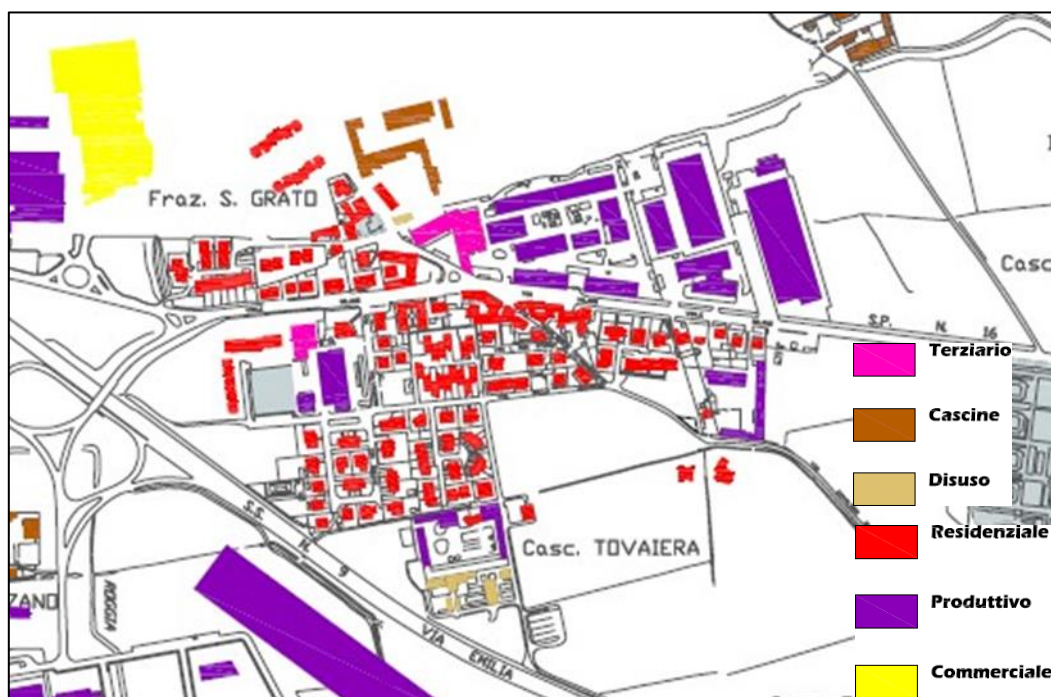 Fraz. S. GRATO
Casc
S.P. N. 16
Terziario
Cascine
Disuso
Residenziale
Produttivo
Commerciale
S.S. N. 9
VIA EMILIA
Casc. TOVAIERA
ZANO
ROGGIA